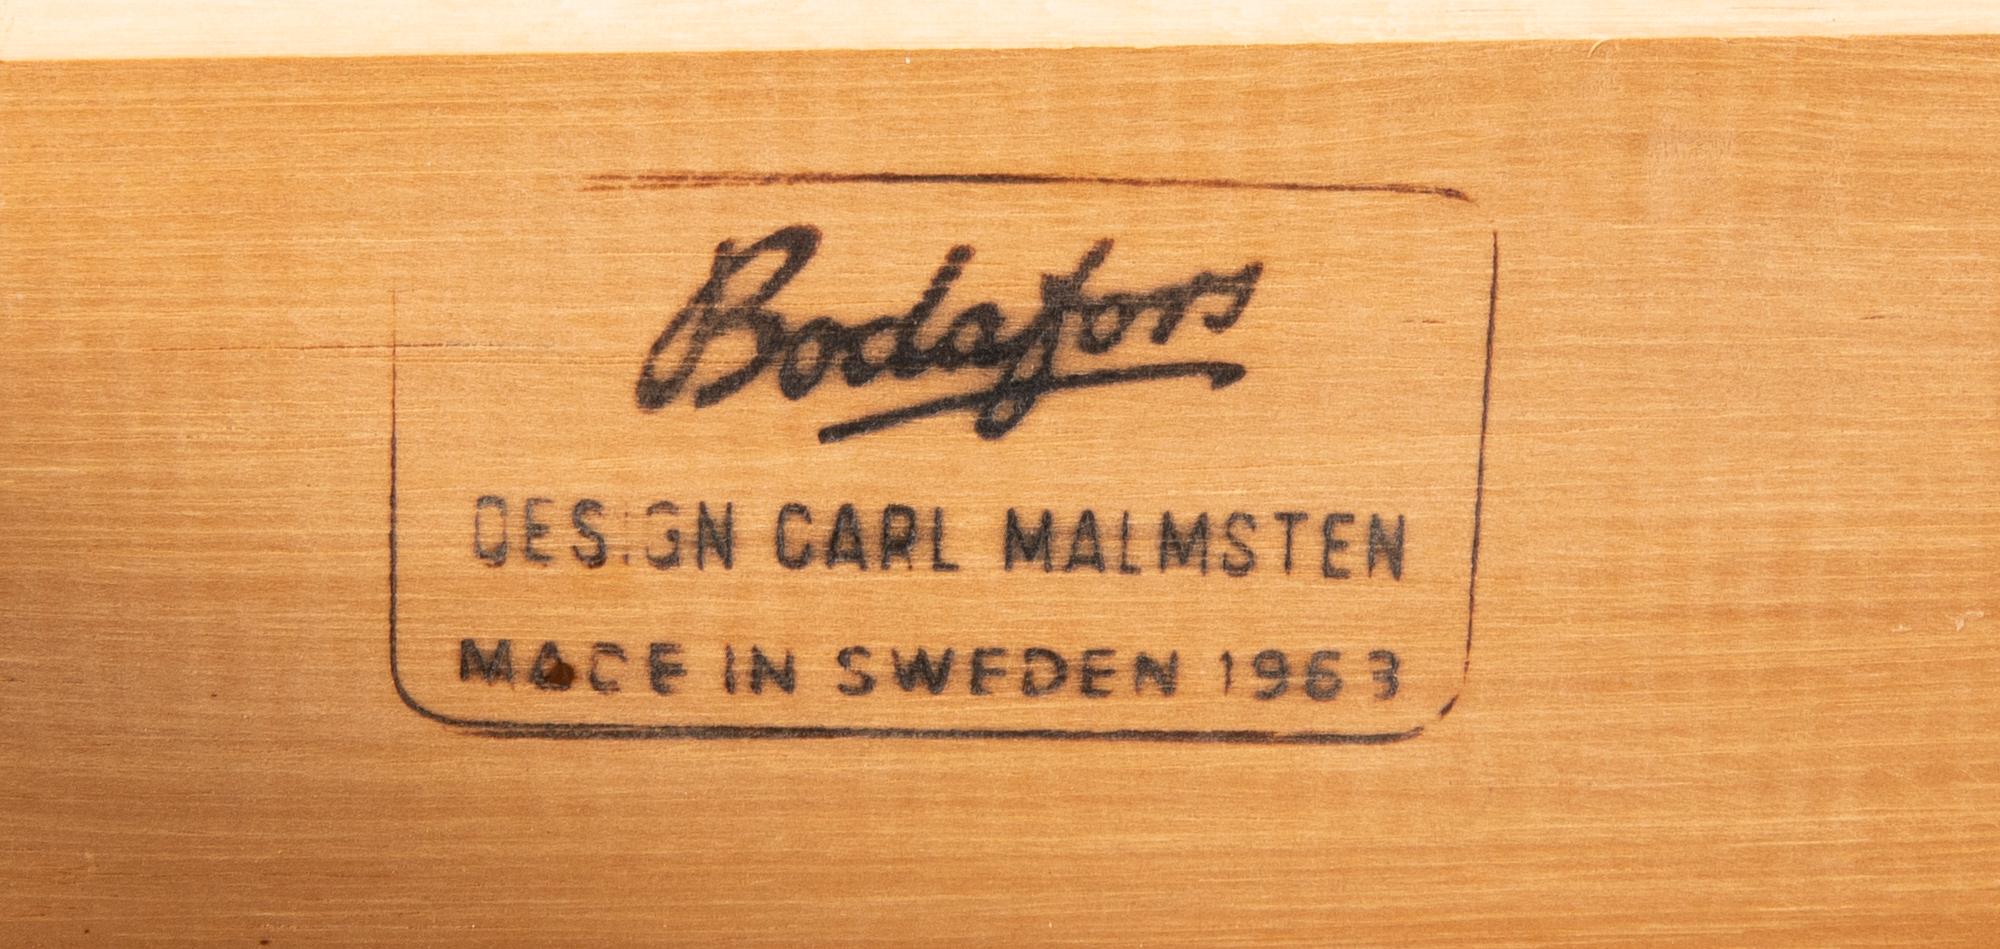 Bodafors
DESIGN CARL MALMSTEN
MADE IN SWEDEN 1963